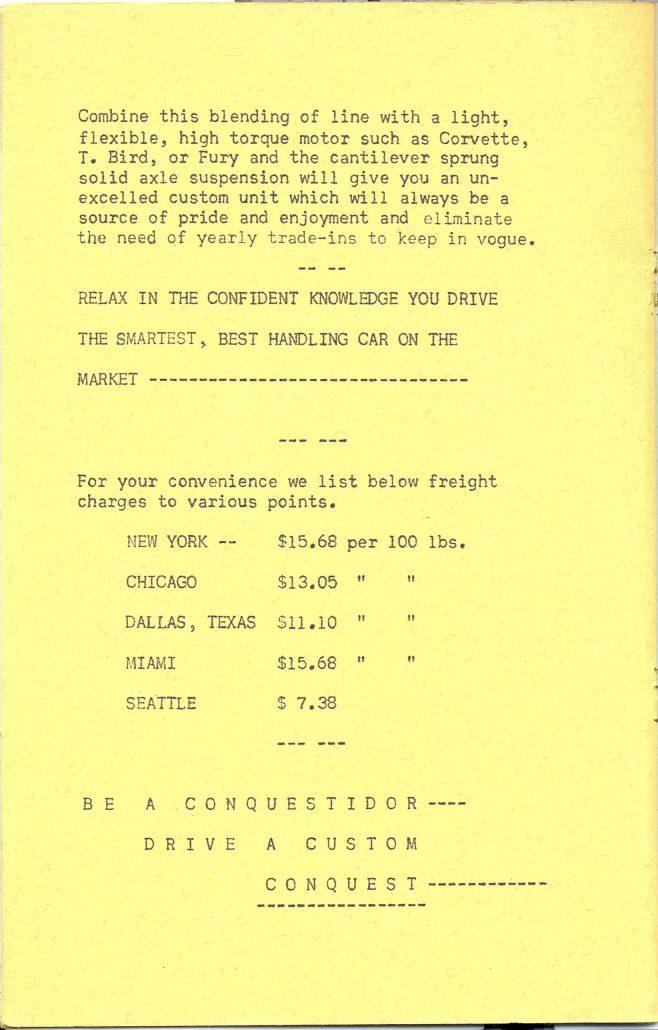 Combine this blending of line with a light,
flexible, high torque motor such as Corvette,
T. Bird, or Fury and the cantilever sprung
solid axle suspension will give you an un-
excelled custom unit which will always be a
source of pride and enjoyment and eliminate
the need of yearly trade-ins to keep in vogue.
-- --
RELAX IN THE CONFIDENT KNOWLEDGE YOU DRIVE
THE SMARTEST, BEST HANDLING CAR ON THE
MARKET --------------------------------
--- ---
For your convenience we list below freight
charges to various points.
NEW YORK -- $15.68 per 100 lbs.
CHICAGO $13.05 " "
DALLAS, TEXAS $11.10 " "
MIAMI $15.68 " "
SEATTLE $ 7.38
--- ---
B E A C O N Q U E S T I D O R ----
D R I V E A C U S T O M
C O N Q U E S T ------------
-----------------